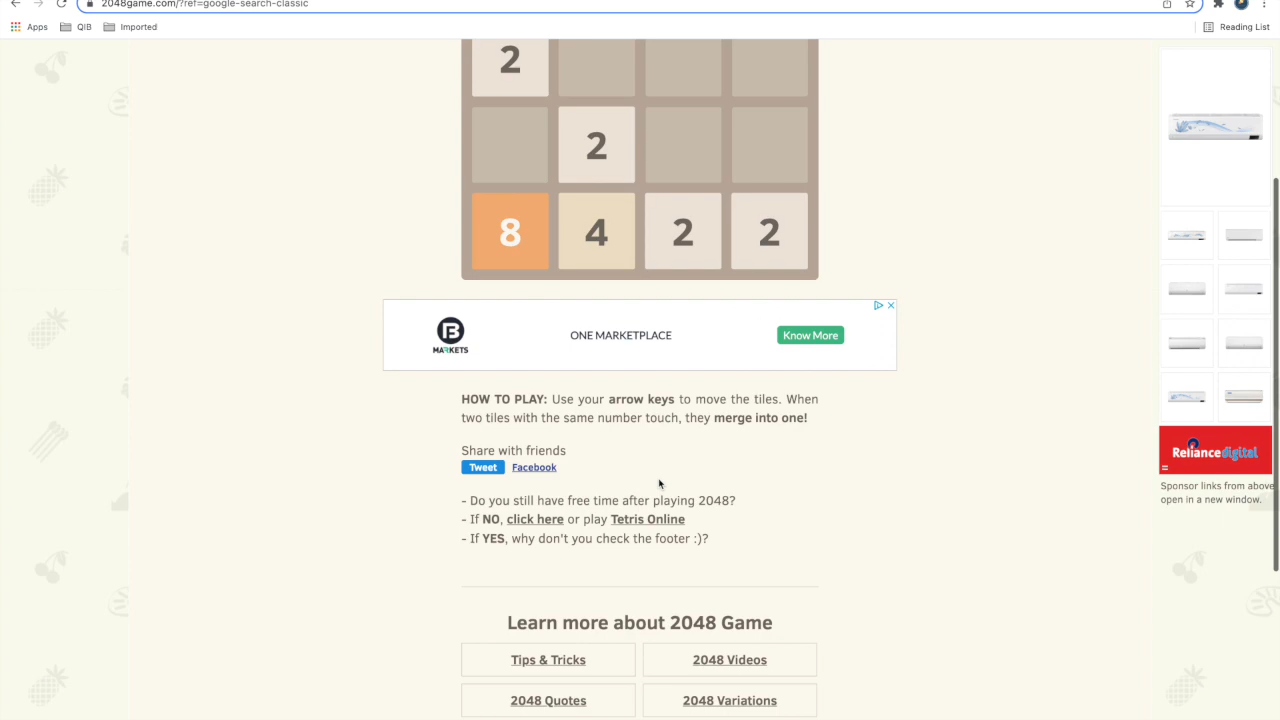 2048game.com/?ref=google-search-classic
Apps QIB Imported Reading List
2
2
8 4 2 2
B MARKETS ONE MARKETPLACE Know More
HOW TO PLAY: Use your arrow keys to move the tiles. When
two tiles with the same number touch, they merge into one!
Share with friends
Tweet Facebook
- Do you still have free time after playing 2048?
- If NO, click here or play Tetris Online
- If YES, why don't you check the footer :)?
Learn more about 2048 Game
Tips & Tricks 2048 Videos
2048 Quotes 2048 Variations
Reliance digital
Sponsor links from above
open in a new window.